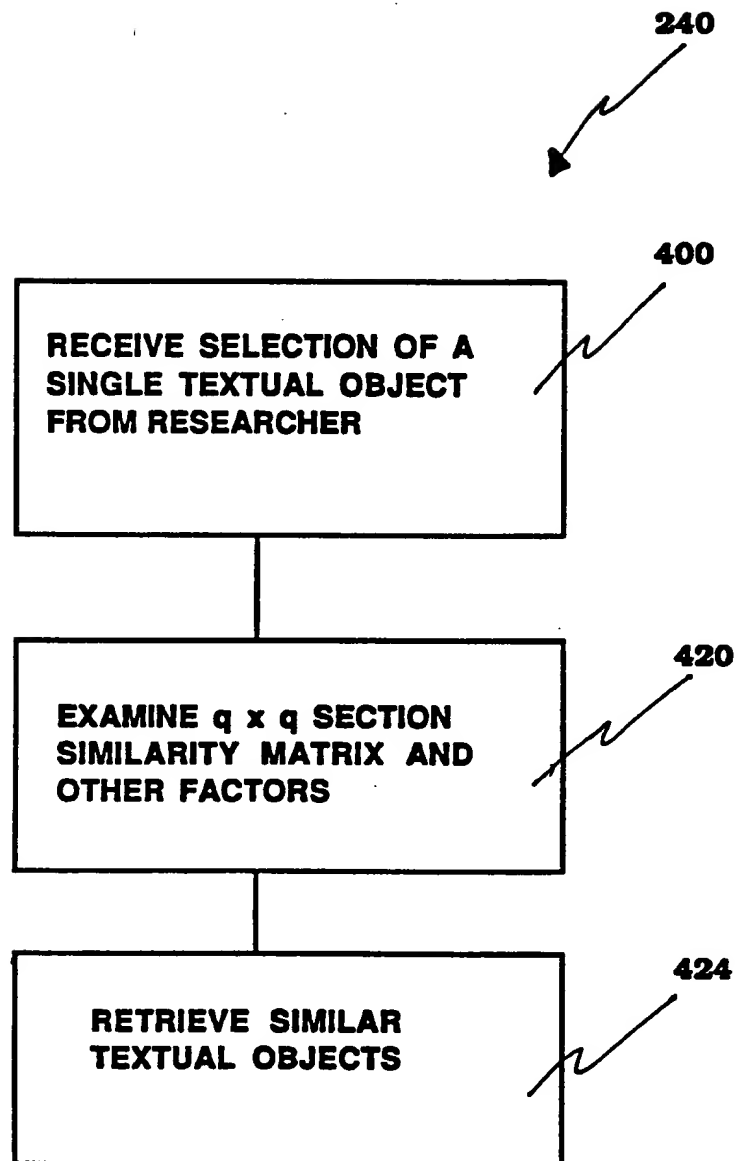 240
400
RECEIVE SELECTION OF A
SINGLE TEXTUAL OBJECT
FROM RESEARCHER
420
EXAMINE q x q SECTION
SIMILARITY MATRIX AND
OTHER FACTORS
424
RETRIEVE SIMILAR
TEXTUAL OBJECTS